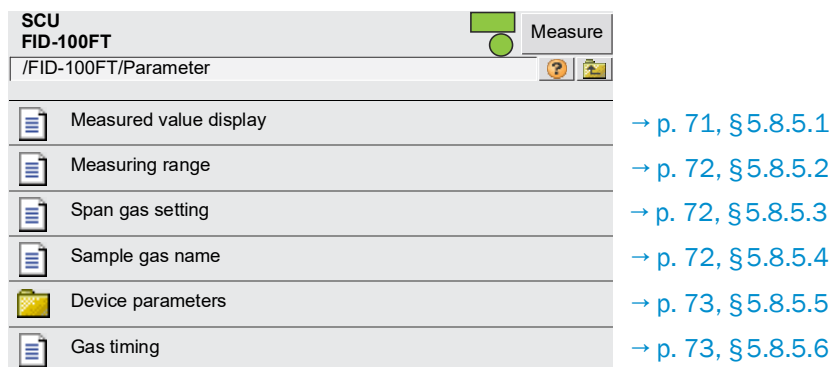 SCU
FID-100FT
Measure
/FID-100FT/Parameter
?
Measured value display → p. 71, § 5.8.5.1
Measuring range → p. 72, § 5.8.5.2
Span gas setting → p. 72, § 5.8.5.3
Sample gas name → p. 72, § 5.8.5.4
Device parameters → p. 73, § 5.8.5.5
Gas timing → p. 73, § 5.8.5.6